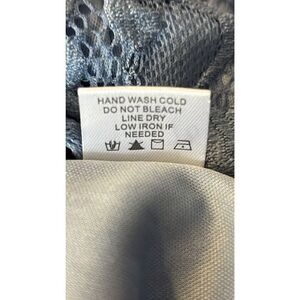 HAND WASH COLD
DO NOT BLEACH
LINE DRY
LOW IRON IF
NEEDED